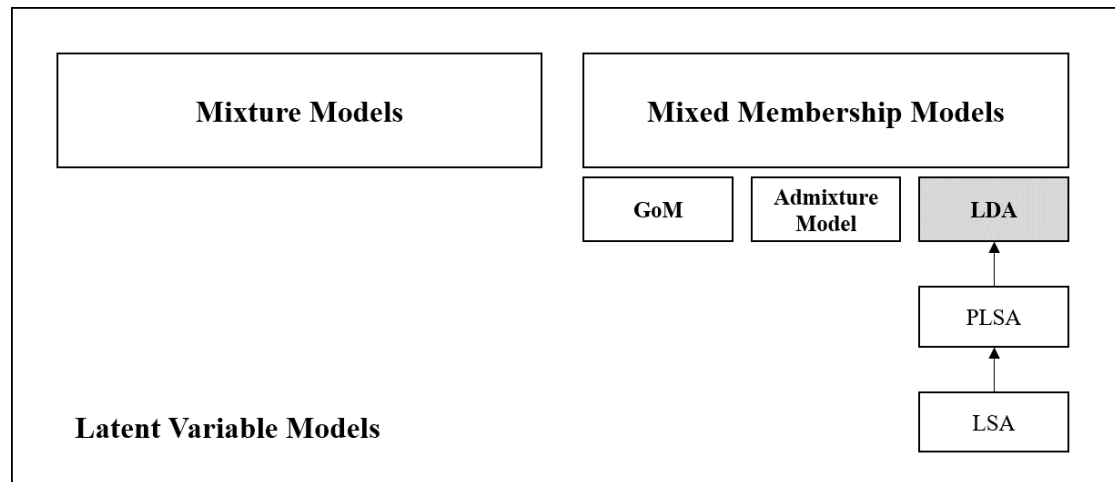 Mixture Models
Mixed Membership Models
GoM
Admixture
Model
LDA
PLSA
LSA
Latent Variable Models